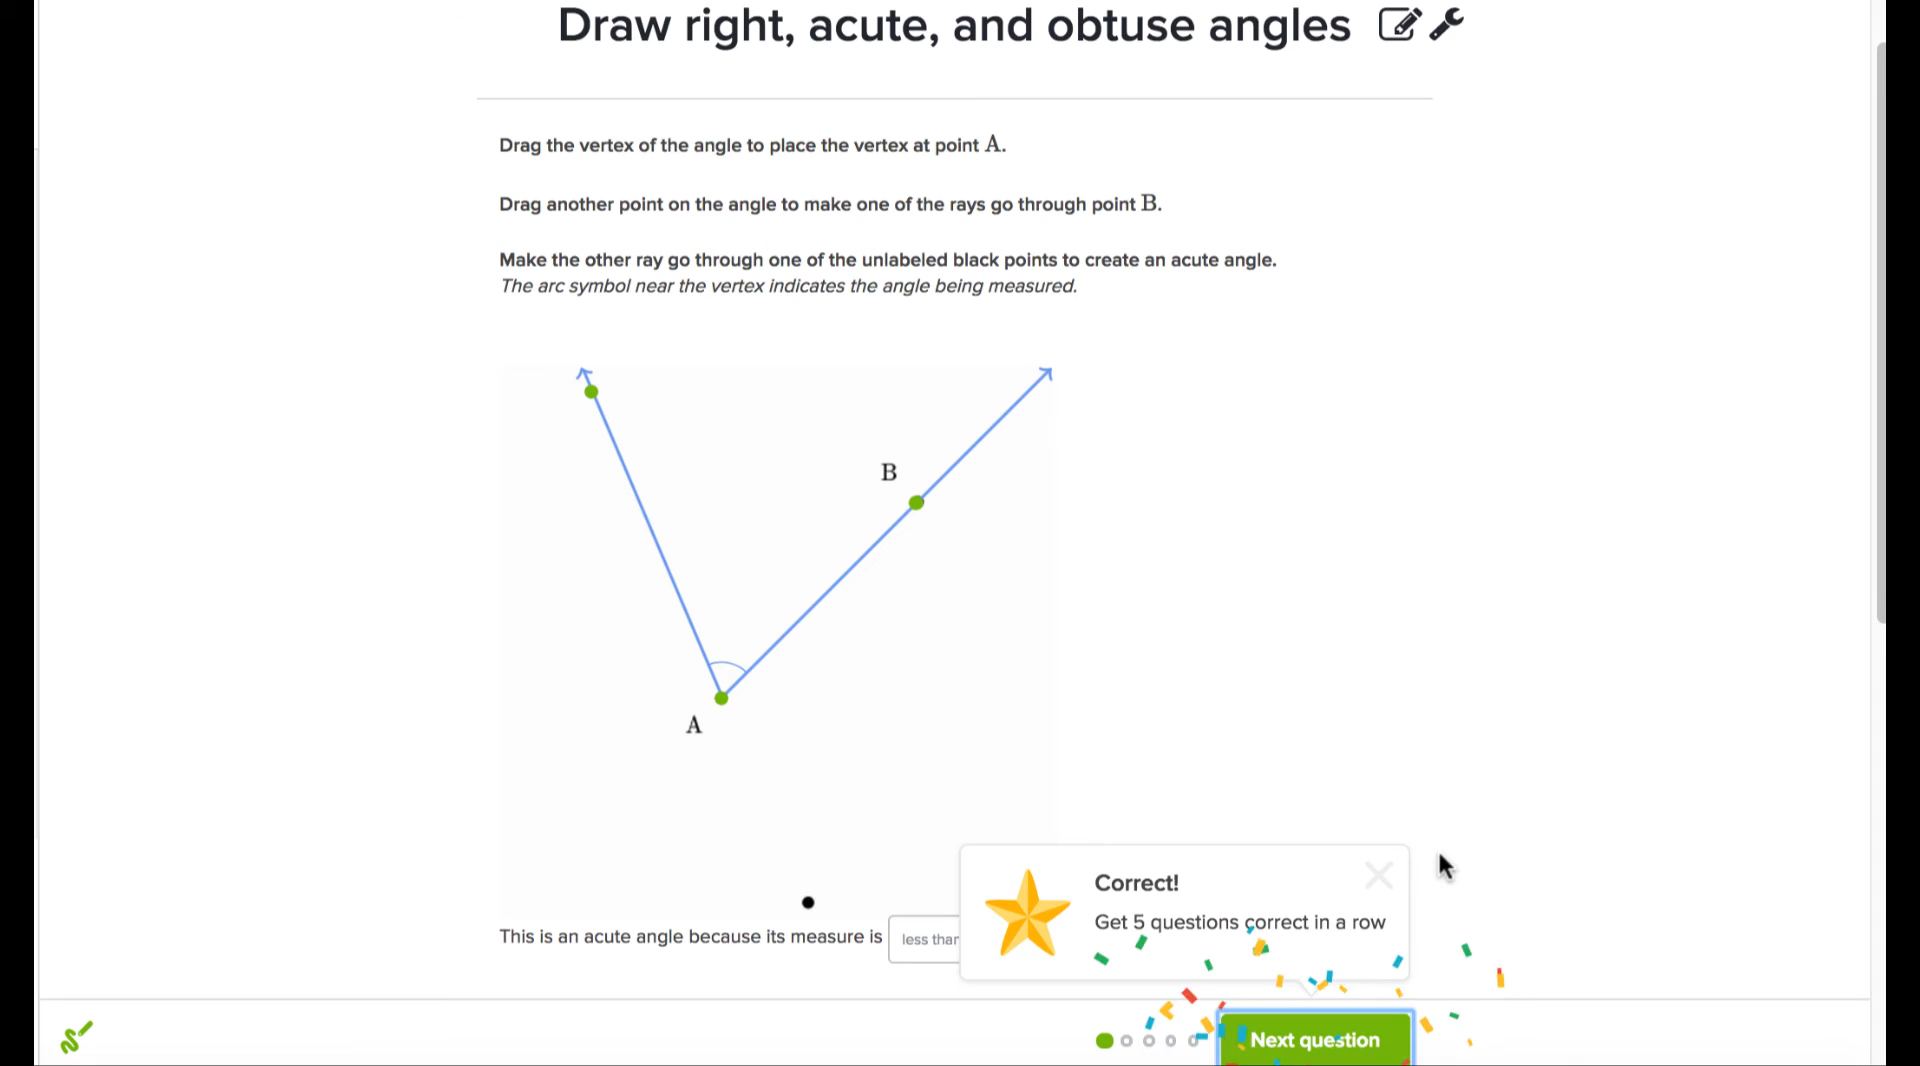 Draw right, acute, and obtuse angles
Drag the vertex of the angle to place the vertex at point A.
Drag another point on the angle to make one of the rays go through point B.
Make the other ray go through one of the unlabeled black points to create an acute angle.
The arc symbol near the vertex indicates the angle being measured.
B
A
This is an acute angle because its measure is less than
Correct!
Get 5 questions correct in a row
Next question